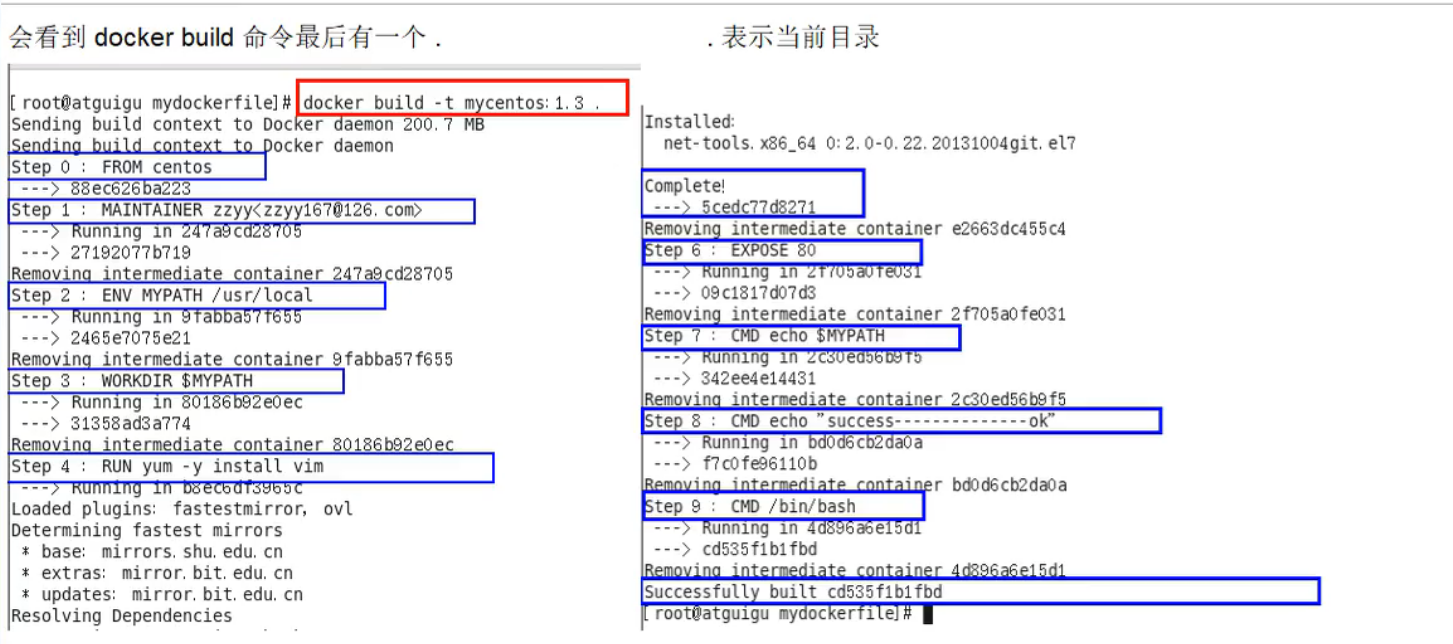 会看到 docker build 命令最后有一个 .
. 表示当前目录
[root@atguigu mydockerfile]# docker build -t mycentos:1.3 .
Sending build context to Docker daemon 200.7 MB
Sending build context to Docker daemon
Step 0 : FROM centos
---> 88ec626ba223
Step 1 : MAINTAINER zzyy<zzyy167@126.com>
---> Running in 247a9cd28705
---> 27192077b719
Removing intermediate container 247a9cd28705
Step 2 : ENV MYPATH /usr/local
---> Running in 9fabba57f655
---> 2465e7075e21
Removing intermediate container 9fabba57f655
Step 3 : WORKDIR $MYPATH
---> Running in 80186b92e0ec
---> 31358ad3a774
Removing intermediate container 80186b92e0ec
Step 4 : RUN yum -y install vim
---> Running in b8ec6df3965c
Loaded plugins: fastestmirror, ovl
Determining fastest mirrors
* base: mirrors.shu.edu.cn
* extras: mirror.bit.edu.cn
* updates: mirror.bit.edu.cn
Resolving Dependencies
Installed:
net-tools.x86_64 0:2.0-0.22.20131004git.el7
Complete!
---> 5cedc77d8271
Removing intermediate container e2663dc455c4
Step 6 : EXPOSE 80
---> Running in 2f705a0fe031
---> 09c1817d07d3
Removing intermediate container 2f705a0fe031
Step 7 : CMD echo $MYPATH
---> Running in 2c30ed56b9f5
---> 342ee4e14431
Removing intermediate container 2c30ed56b9f5
Step 8 : CMD echo "success--------------ok"
---> Running in bd0d6cb2da0a
---> f7c0fe96110b
Removing intermediate container bd0d6cb2da0a
Step 9 : CMD /bin/bash
---> Running in 4d896a6e15d1
---> cd535f1b1fbd
Removing intermediate container 4d896a6e15d1
Successfully built cd535f1b1fbd
[root@atguigu mydockerfile]#